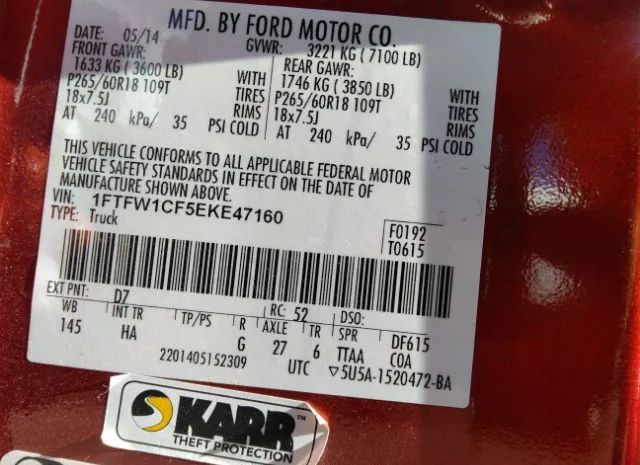 MFD. BY FORD MOTOR CO.
DATE: 05/14 GVWR: 3221 KG ( 7100 LB)
FRONT GAWR: REAR GAWR:
1633 KG ( 3600 LB) WITH 1746 KG ( 3850 LB) WITH
P265/60R18 109T TIRES P265/60R18 109T TIRES
18x7.5J RIMS 18x7.5J RIMS
AT 240 kPa/ 35 PSI COLD AT 240 kPa/ 35 PSI COLD
THIS VEHICLE CONFORMS TO ALL APPLICABLE FEDERAL MOTOR
VEHICLE SAFETY STANDARDS IN EFFECT ON THE DATE OF
MANUFACTURE SHOWN ABOVE.
VIN: 1FTFW1CF5EKE47160 F0192
TYPE: Truck T0615
EXT PNT: D7 RC: 52 DSO:
WB INT TR TP/PS R AXLE TR SPR DF615
145 HA G 27 6 TTAA COA
2201405152309 UTC ▽5U5A-1520472-BA
KARR™
THEFT PROTECTION